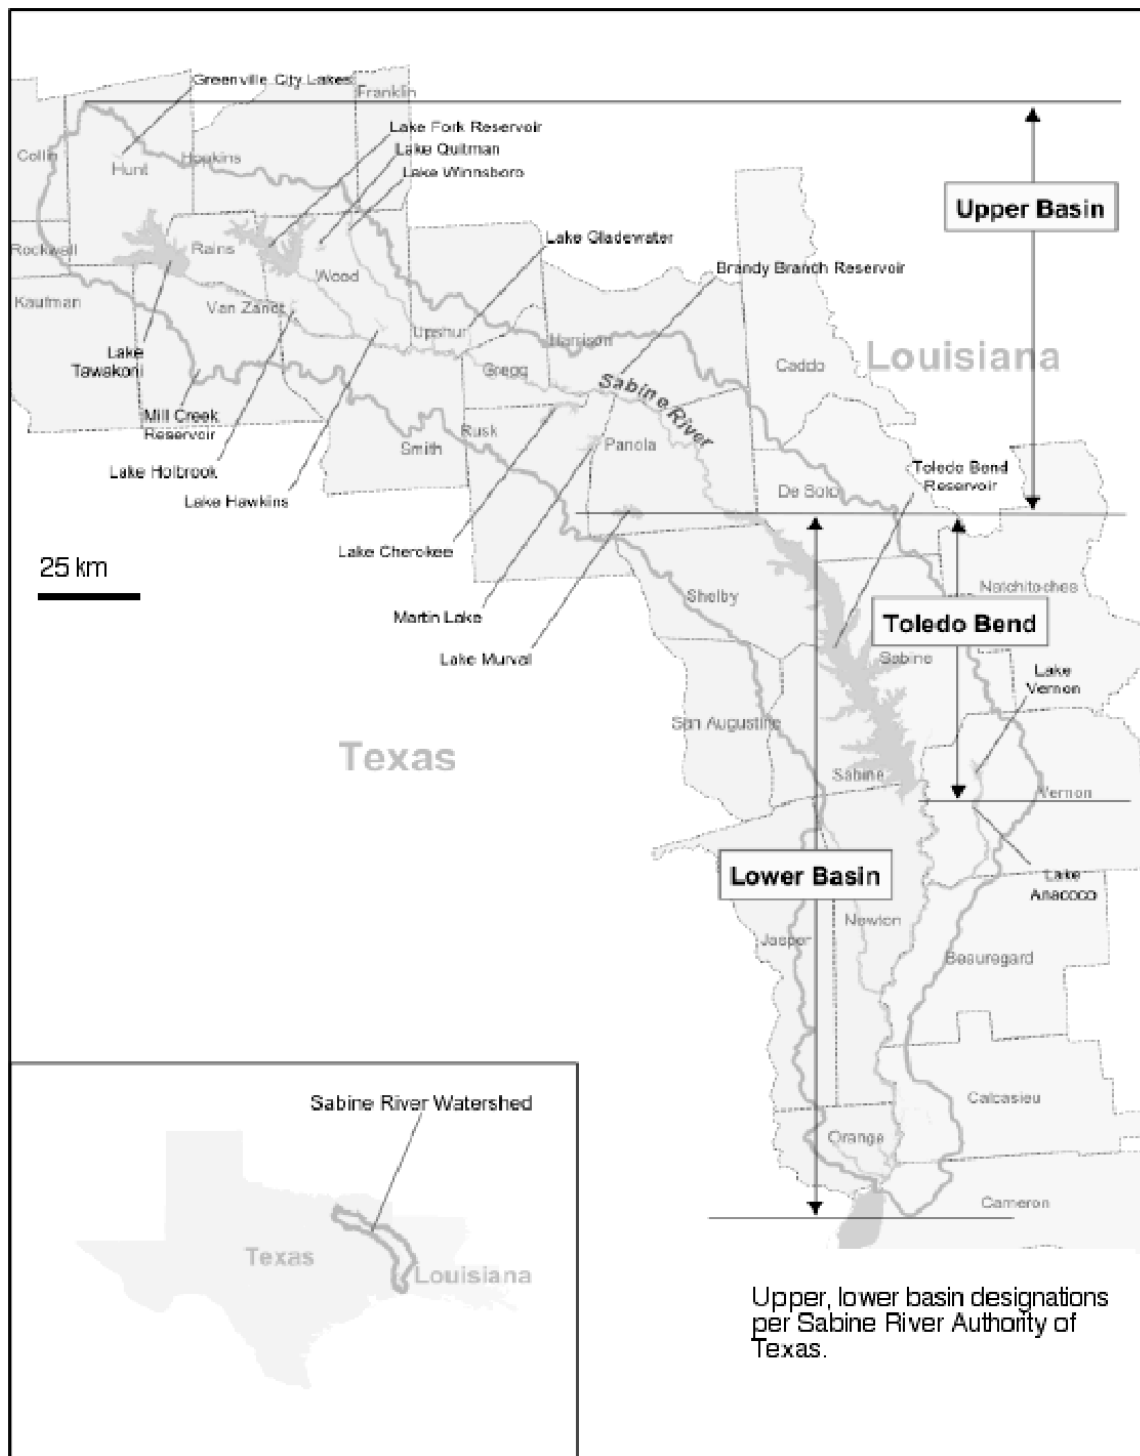 Greenville City Lakes
Franklin
Lake Fork Reservoir
Lake Quitman
Lake Winnsboro
Collin
Hunt
Hopkins
Upper Basin
Rockwall
Rains
Wood
Lake Gladewater
Brandy Branch Reservoir
Kaufman
Van Zandt
Upshur
Harrison
Caddo
Louisiana
Lake
Tawakoni
Gregg
Sabine River
Mill Creek
Reservoir
Smith
Rusk
Panola
Lake Holbrook
Lake Hawkins
De Soto
Toledo Bend
Reservoir
Lake Cherokee
25 km
Martin Lake
Shelby
Natchitoches
Toledo Bend
Lake Murval
Sabine
Lake
Vernon
San Augustine
Texas
Sabine
Vernon
Lower Basin
Lake
Anacoco
Newton
Jasper
Beauregard
Calcasieu
Orange
Cameron
Sabine River Watershed
Texas
Louisiana
Upper, lower basin designations
per Sabine River Authority of
Texas.